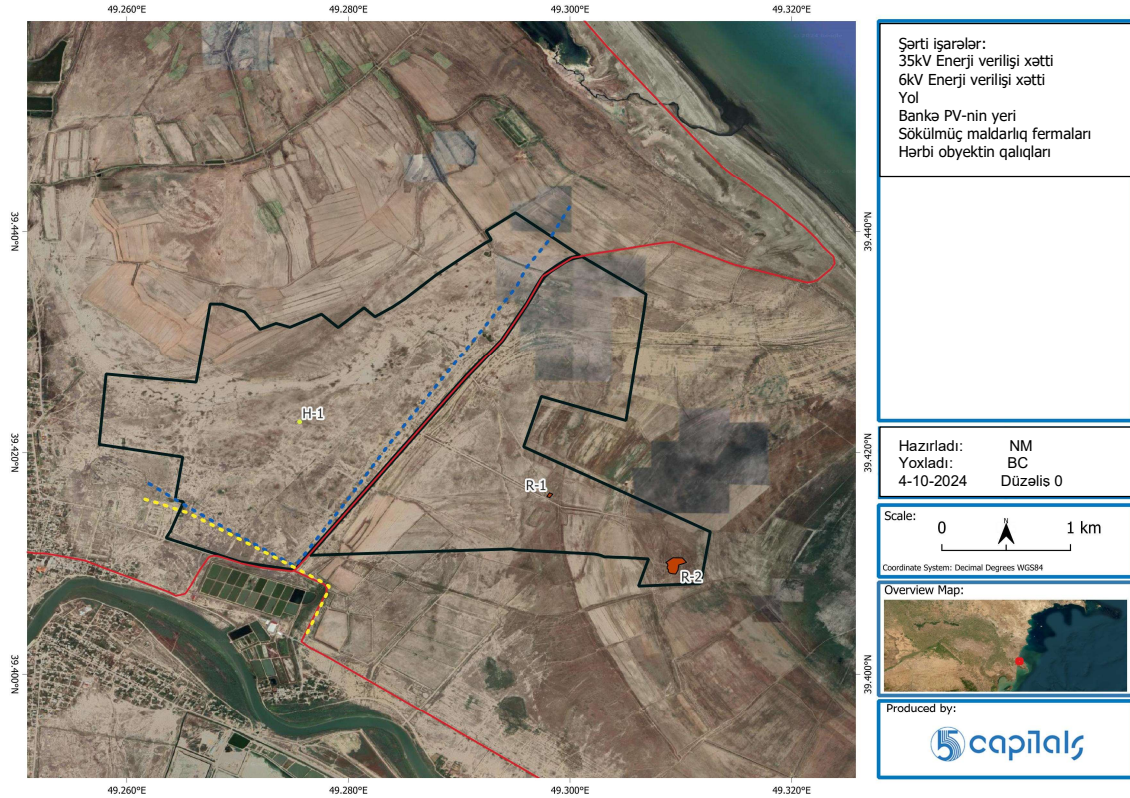 49.260°E
49.280°E
49.300°E
49.320°E
39.440°N
39.420°N
39.400°N
39.440°N
39.420°N
39.400°N
H-1
R-1
R-2
49.260°E
49.280°E
49.300°E
49.320°E
Şərti işarələr:
35kV Enerji verilişi xətti
6kV Enerji verilişi xətti
Yol
Bankə PV-nin yeri
Sökülmüç maldarlıq fermaları
Hərbi obyektin qalıqları
Hazırladı: NM
Yoxladı: BC
4-10-2024 Düzəliş 0
Scale:
0 N 1 km
Coordinate System: Decimal Degrees WGS84
Overview Map:
Produced by:
5 capitals